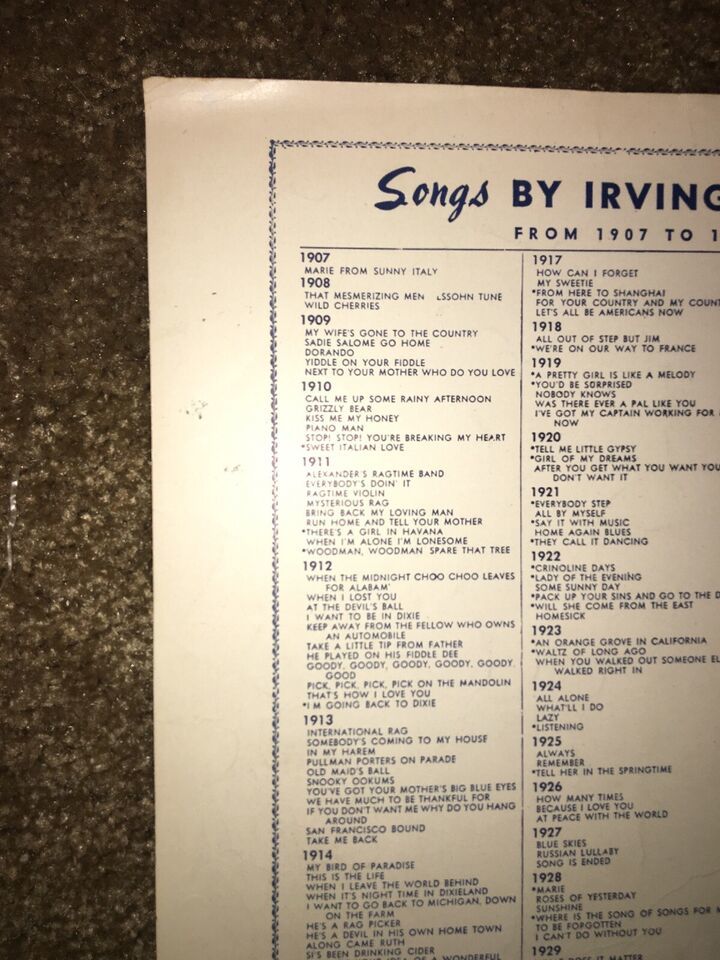 Songs BY IRVING
FROM 1907 TO 1
1907
MARIE FROM SUNNY ITALY
1908
THAT MESMERIZING MEN LSSOHN TUNE
WILD CHERRIES
1909
MY WIFE'S GONE TO THE COUNTRY
SADIE SALOME GO HOME
DORANDO
YIDDLE ON YOUR FIDDLE
NEXT TO YOUR MOTHER WHO DO YOU LOVE
1910
CALL ME UP SOME RAINY AFTERNOON
GRIZZLY BEAR
KISS ME MY HONEY
PIANO MAN
STOP! STOP! YOU'RE BREAKING MY HEART
*SWEET ITALIAN LOVE
1911
ALEXANDER'S RAGTIME BAND
EVERYBODY'S DOIN' IT
RAGTIME VIOLIN
MYSTERIOUS RAG
BRING BACK MY LOVING MAN
RUN HOME AND TELL YOUR MOTHER
*THERE'S A GIRL IN HAVANA
WHEN I'M ALONE I'M LONESOME
*WOODMAN, WOODMAN SPARE THAT TREE
1912
WHEN THE MIDNIGHT CHOO CHOO LEAVES
FOR ALABAM'
WHEN I LOST YOU
AT THE DEVIL'S BALL
I WANT TO BE IN DIXIE
KEEP AWAY FROM THE FELLOW WHO OWNS
AN AUTOMOBILE
TAKE A LITTLE TIP FROM FATHER
HE PLAYED ON HIS FIDDLE DEE
GOODY, GOODY, GOODY, GOODY, GOODY
GOOD
PICK, PICK, PICK, PICK ON THE MANDOLIN
THAT'S HOW I LOVE YOU
*I'M GOING BACK TO DIXIE
1913
INTERNATIONAL RAG
SOMEBODY'S COMING TO MY HOUSE
IN MY HAREM
PULLMAN PORTERS ON PARADE
OLD MAID'S BALL
SNOOKY OOKUMS
YOU'VE GOT YOUR MOTHER'S BIG BLUE EYES
WE HAVE MUCH TO BE THANKFUL FOR
IF YOU DON'T WANT ME WHY DO YOU HANG
AROUND
SAN FRANCISCO BOUND
TAKE ME BACK
1914
MY BIRD OF PARADISE
THIS IS THE LIFE
WHEN I LEAVE THE WORLD BEHIND
WHEN IT'S NIGHT TIME IN DIXIELAND
I WANT TO GO BACK TO MICHIGAN, DOWN
ON THE FARM
HE'S A RAG PICKER
HE'S A DEVIL IN HIS OWN HOME TOWN
ALONG CAME RUTH
SI'S BEEN DRINKING CIDER
IDEA OF A WONDERFUL
1917
HOW CAN I FORGET
MY SWEETIE
*FROM HERE TO SHANGHAI
FOR YOUR COUNTRY AND MY COUNT
LET'S ALL BE AMERICANS NOW
1918
ALL OUT OF STEP BUT JIM
*WE'RE ON OUR WAY TO FRANCE
1919
*A PRETTY GIRL IS LIKE A MELODY
*YOU'D BE SORPRISED
NOBODY KNOWS
WAS THERE EVER A PAL LIKE YOU
I'VE GOT MY CAPTAIN WORKING FOR
NOW
1920
*TELL ME LITTLE GYPSY
*GIRL OF MY DREAMS
AFTER YOU GET WHAT YOU WANT YOU
DON'T WANT IT
1921
*EVERYBODY STEP
ALL BY MYSELF
*SAY IT WITH MUSIC
HOME AGAIN BLUES
*THEY CALL IT DANCING
1922
*CRINOLINE DAYS
*LADY OF THE EVENING
SOME SUNNY DAY
*PACK UP YOUR SINS AND GO TO THE D
*WILL SHE COME FROM THE EAST
HOMESICK
1923
*AN ORANGE GROVE IN CALIFORNIA
*WALTZ OF LONG AGO
WHEN YOU WALKED OUT SOMEONE EL
WALKED RIGHT IN
1924
ALL ALONE
WHAT'LL I DO
LAZY
*LISTENING
1925
ALWAYS
REMEMBER
*TELL HER IN THE SPRINGTIME
1926
HOW MANY TIMES
BECAUSE I LOVE YOU
AT PEACE WITH THE WORLD
1927
BLUE SKIES
RUSSIAN LULLABY
SONG IS ENDED
1928
*MARIE
ROSES OF YESTERDAY
SUNSHINE
*WHERE IS THE SONG OF SONGS FOR M
TO BE FORGOTTEN
I CAN'T DO WITHOUT YOU
1929
DOES IT MATTER